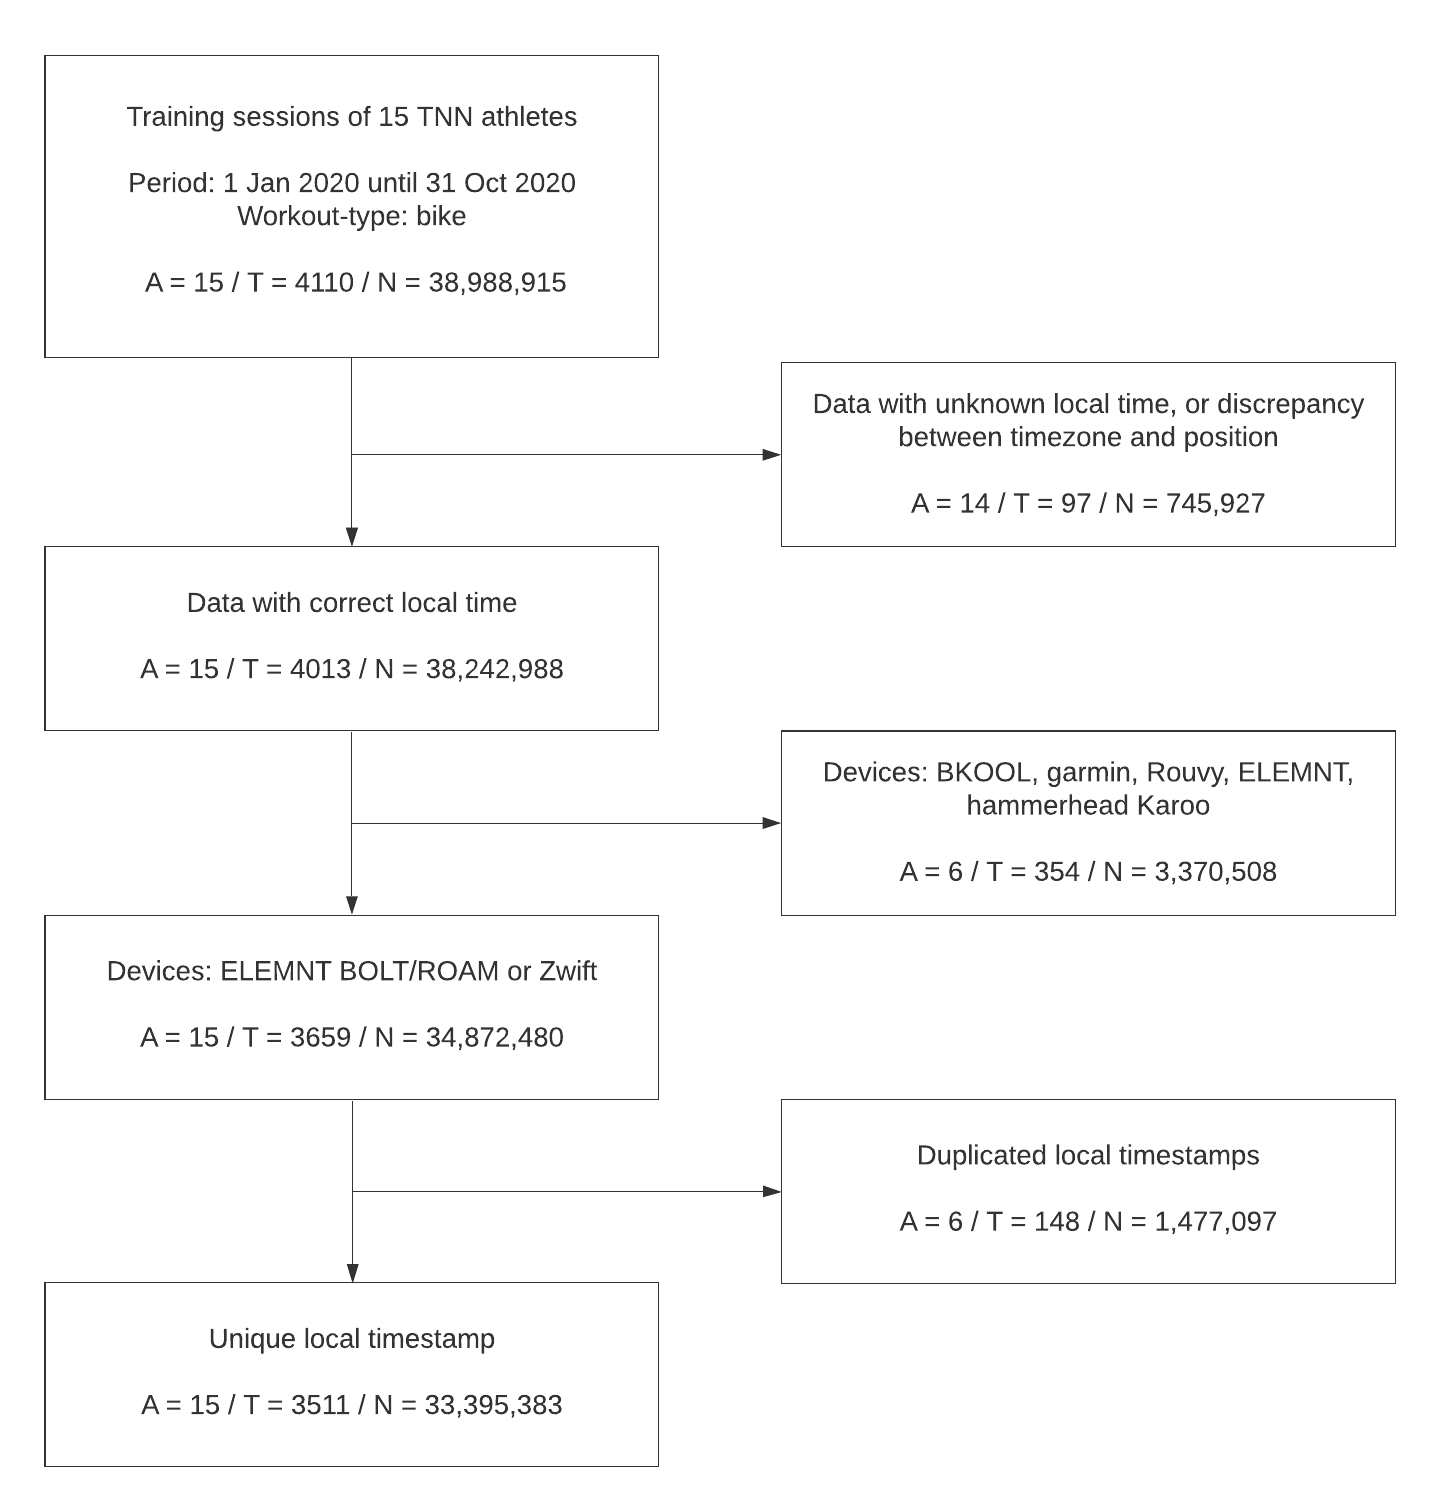 Training sessions of 15 TNN athletes
Period: 1 Jan 2020 until 31 Oct 2020
Workout-type: bike
A = 15 / T = 4110 / N = 38,988,915
Data with unknown local time, or discrepancy
between timezone and position
A = 14 / T = 97 / N = 745,927
Data with correct local time
A = 15 / T = 4013 / N = 38,242,988
Devices: BKOOL, garmin, Rouvy, ELEMNT,
hammerhead Karoo
A = 6 / T = 354 / N = 3,370,508
Devices: ELEMNT BOLT/ROAM or Zwift
A = 15 / T = 3659 / N = 34,872,480
Duplicated local timestamps
A = 6 / T = 148 / N = 1,477,097
Unique local timestamp
A = 15 / T = 3511 / N = 33,395,383